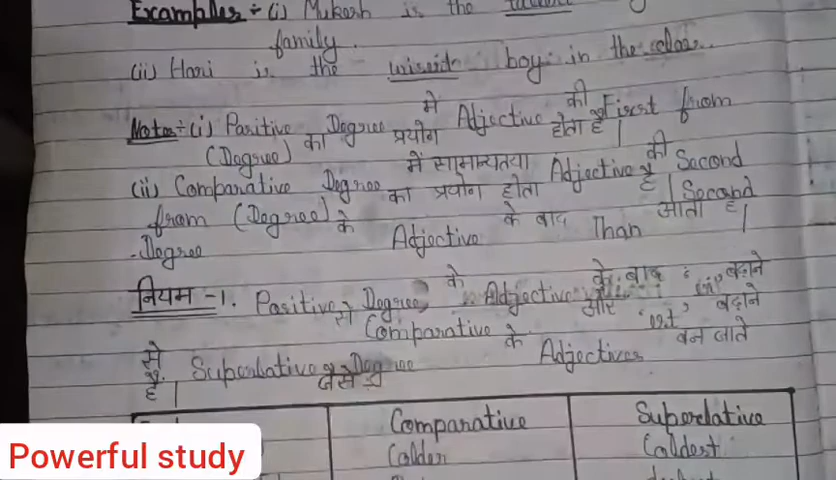 Examples ÷ (i) Mukesh is the
family.
(ii) Hari is the wisest boy in the class.
Note ÷ (i) Positive Degree में Adjective की First from
(Degree) का प्रयोग होता है।
(ii) Comparative Degree में सामान्यतया Adjective की Second
from (Degree) का प्रयोग होता है। Second
Degree के Adjective के बाद Than आता है।
नियम -1. Positive Degree के Adjective के बाद 'er' बढ़ाने
से Comparative और 'est' बढ़ाने
से Superlative Degree के Adjectives बन जाते
हैं। जैसे
Comparative Superlative
Colder Coldest
Powerful study